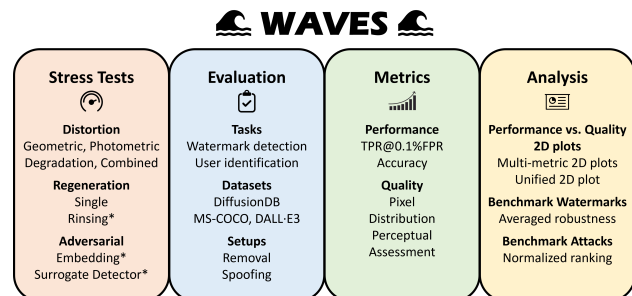 WAVES
Stress Tests
Distortion
Geometric, Photometric
Degradation, Combined
Regeneration
Single
Rinsing*
Adversarial
Embedding*
Surrogate Detector*
Evaluation
Tasks
Watermark detection
User identification
Datasets
DiffusionDB
MS-COCO, DALL·E3
Setups
Removal
Spoofing
Metrics
Performance
TPR@0.1%FPR
Accuracy
Quality
Pixel
Distribution
Perceptual
Assessment
Analysis
Performance vs. Quality
2D plots
Multi-metric 2D plots
Unified 2D plot
Benchmark Watermarks
Averaged robustness
Benchmark Attacks
Normalized ranking